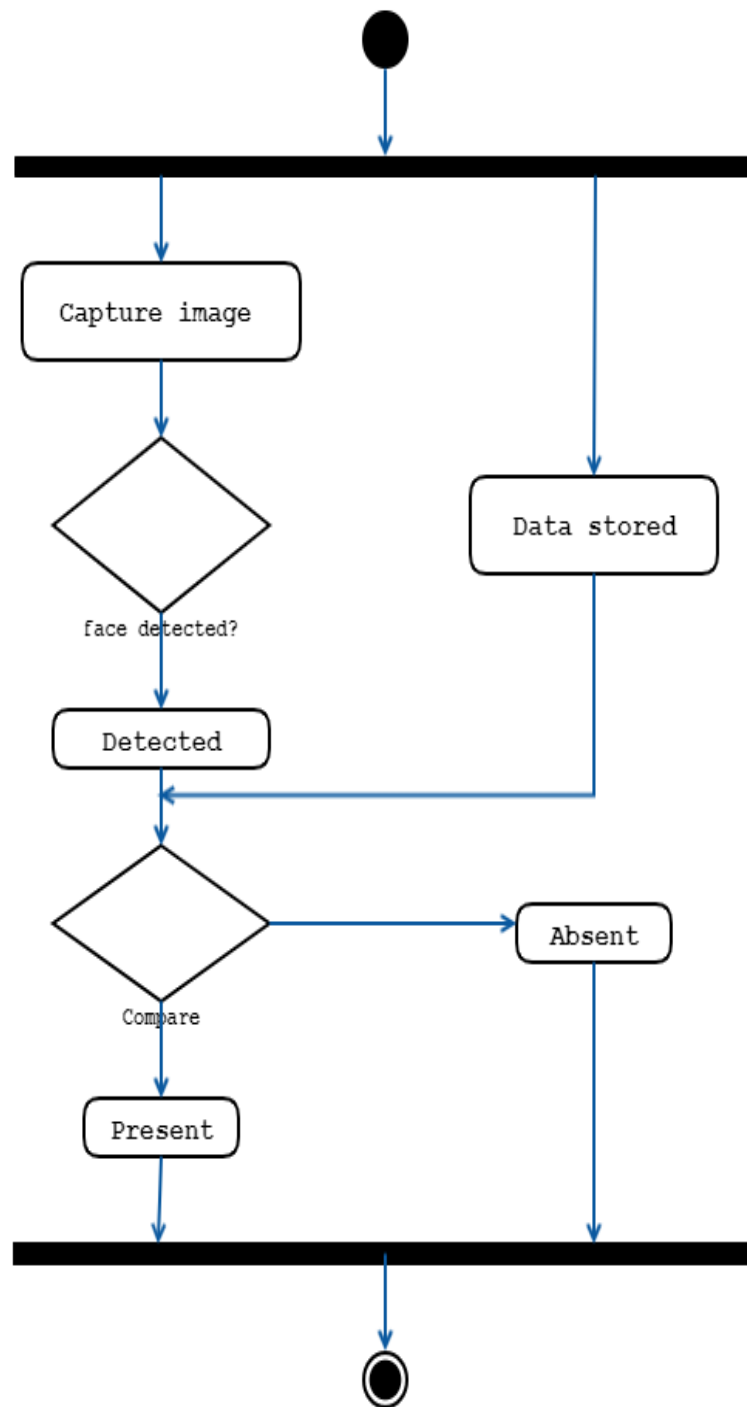 Capture image
Data stored
face detected?
Detected
Absent
Compare
Present